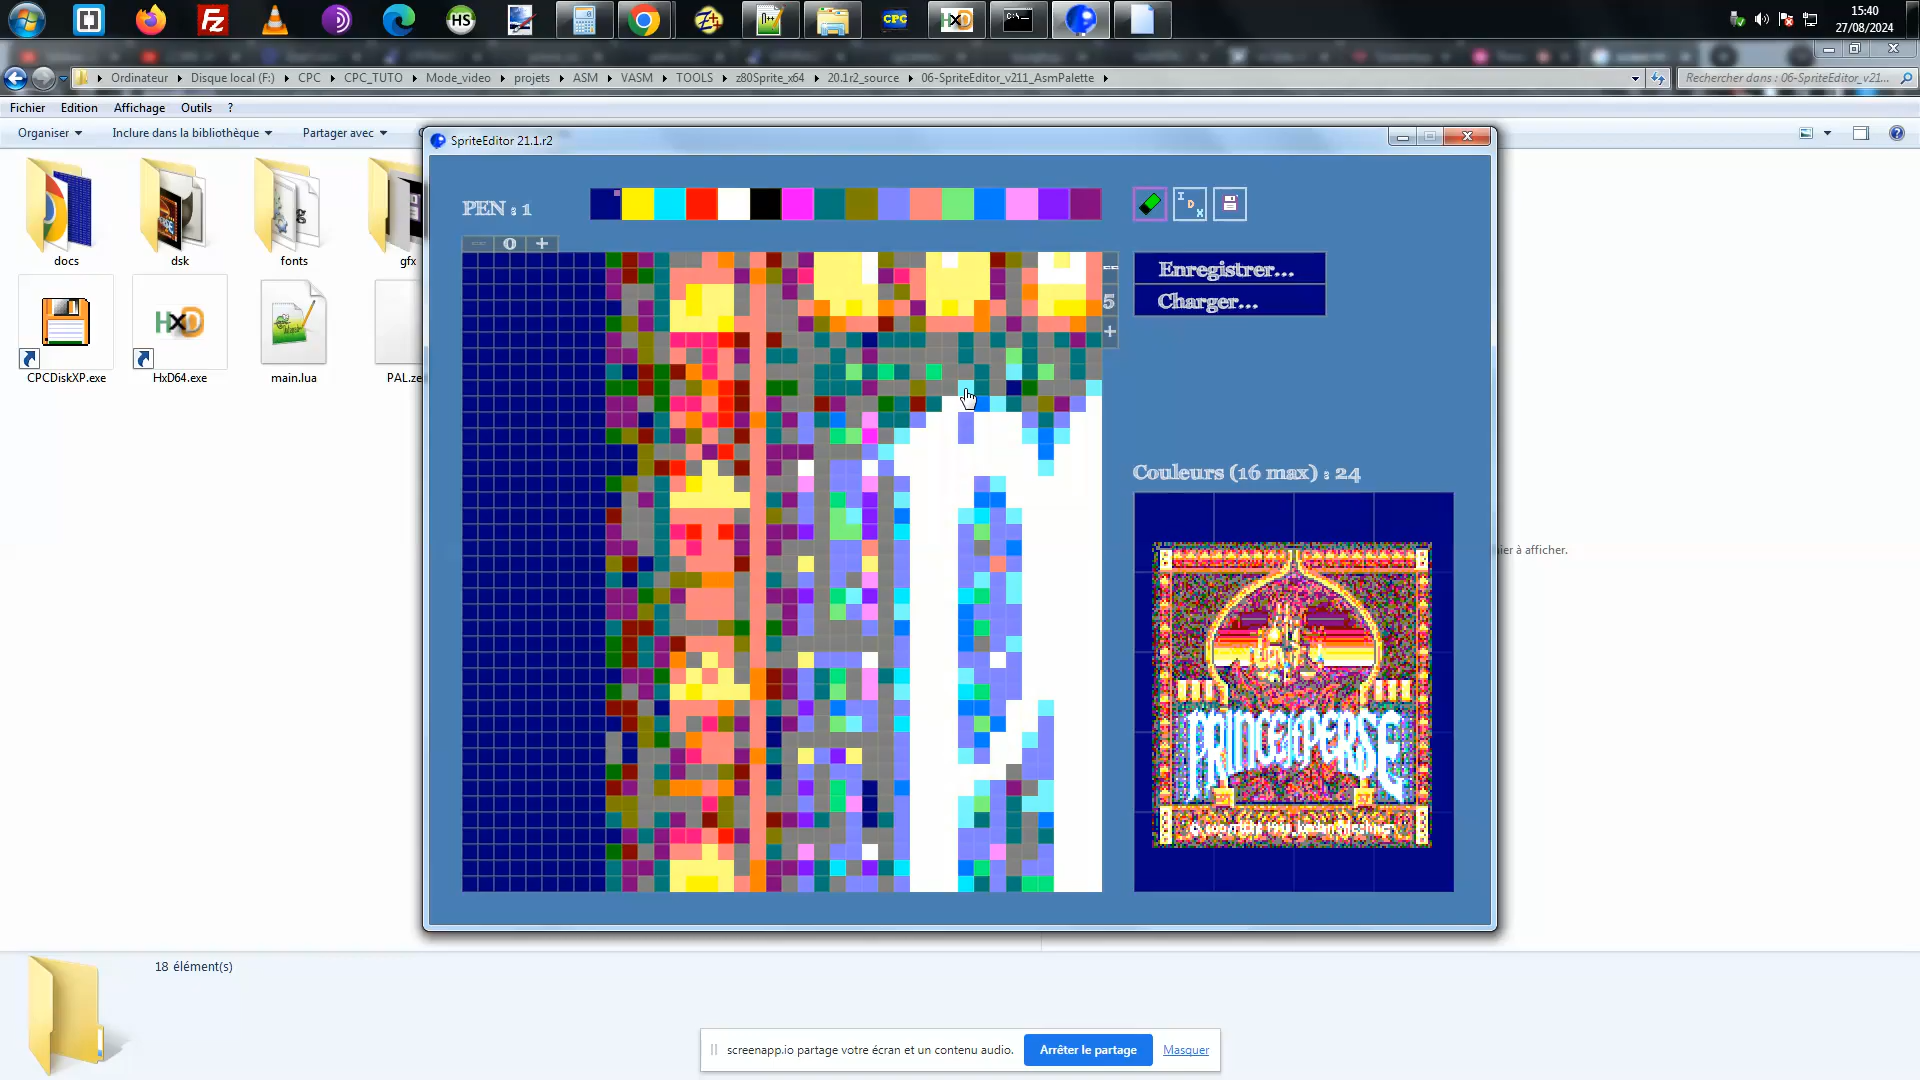 15:40
27/08/2024
Ordinateur
Disque local (F:)
CPC
CPC_TUTO
Mode_video
projets
ASM
VASM
TOOLS
z80Sprite_x64
20.1r2_source
06-SpriteEditor_v211_AsmPalette
Rechercher dans : 06-SpriteEditor_v21...
Fichier
Edition
Affichage
Outils
?
Organiser
Inclure dans la bibliothèque
Partager avec
SpriteEditor 21.1.r2
PEN : 1
0
+
5
+
Enregistrer...
Charger...
Couleurs (16 max) : 24
PRINCE of PERSE
docs
dsk
fonts
gfx
CPCDiskXP.exe
HxD64.exe
main.lua
PAL.ze
ier à afficher.
18 élément(s)
screenapp.io partage votre écran et un contenu audio.
Arrêter le partage
Masquer